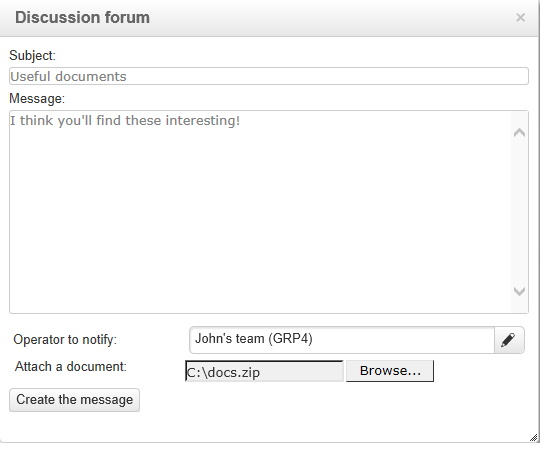 Discussion forum
Subject:
Useful documents
Message:
I think you'll find these interesting!
Operator to notify: John's team (GRP4)
Attach a document: C:\docs.zip Browse...
Create the message